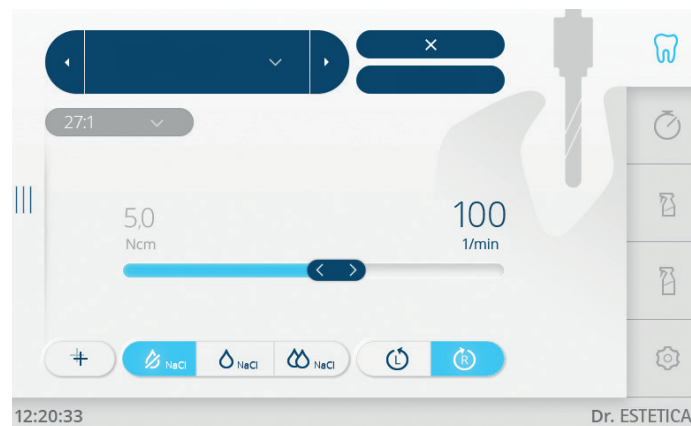 27:1
5,0
100
Ncm
1/min
NaCl
NaCl
NaCl
L
R
12:20:33
Dr. ESTETICA